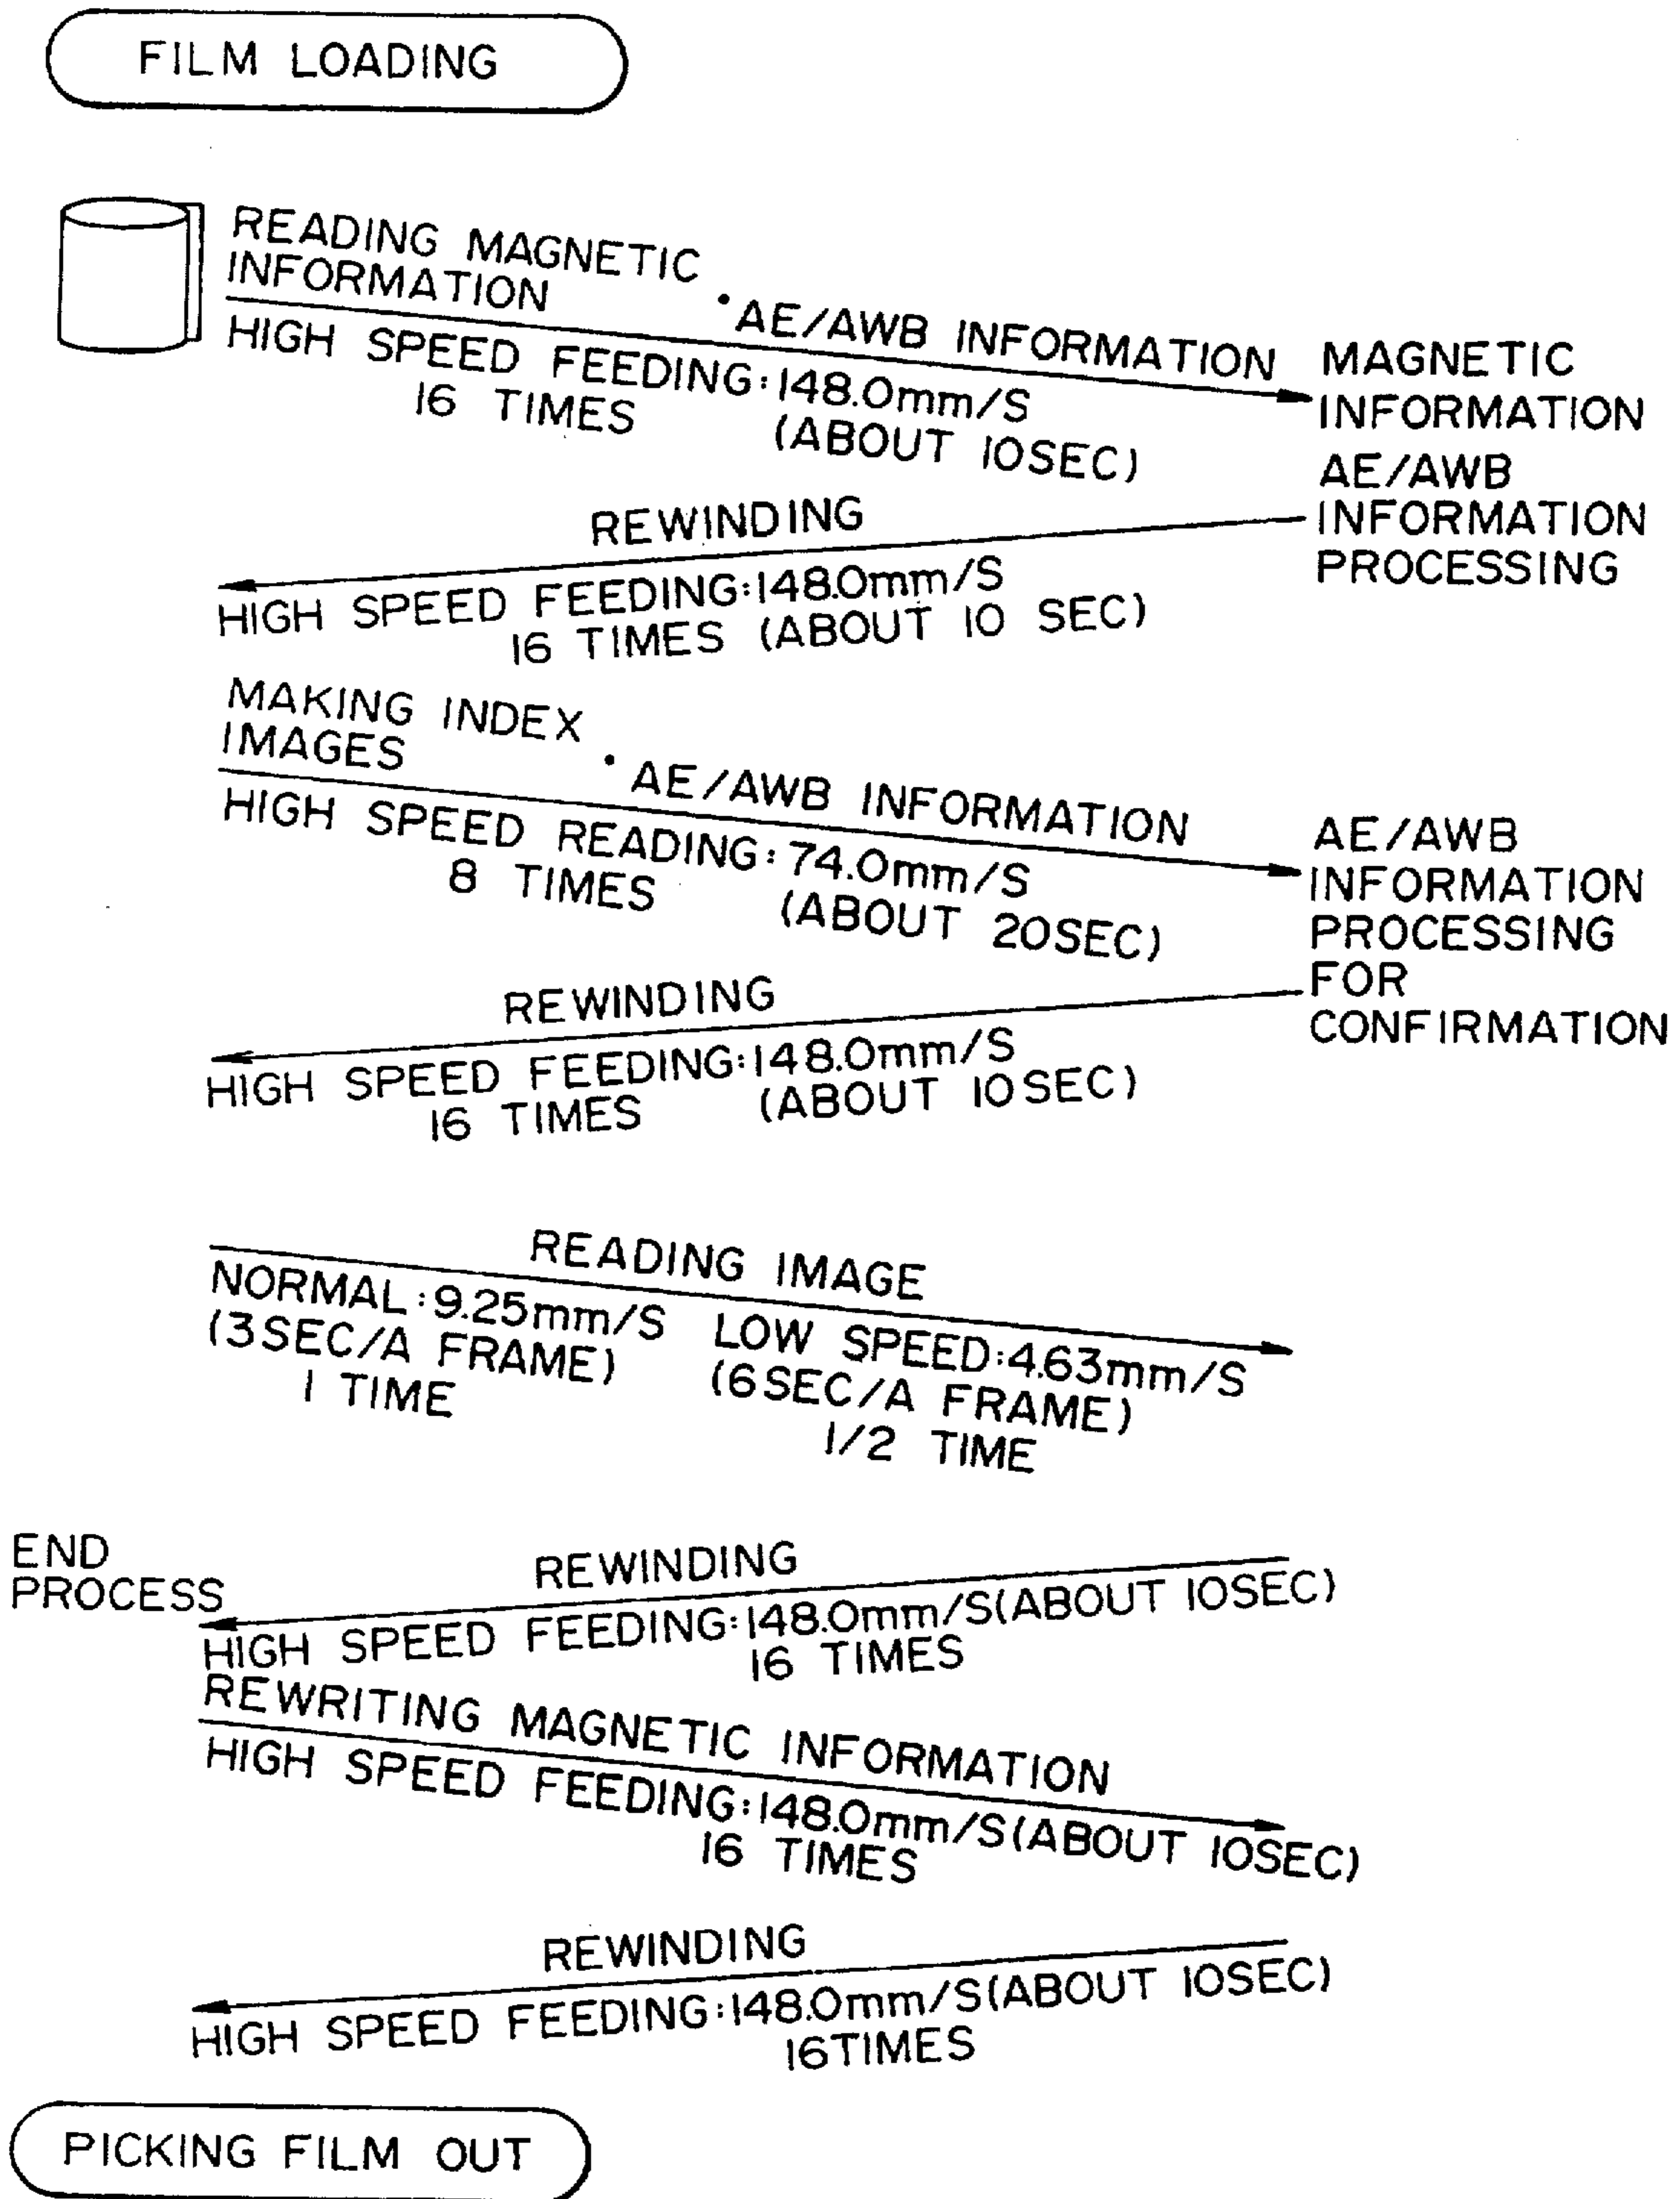 FILM LOADING
READING MAGNETIC
INFORMATION
·AE/AWB INFORMATION
HIGH SPEED FEEDING:148.0mm/S
16 TIMES (ABOUT 10SEC)
MAGNETIC
INFORMATION
AE/AWB
INFORMATION
PROCESSING
REWINDING
HIGH SPEED FEEDING:148.0mm/S
16 TIMES (ABOUT 10 SEC)
MAKING INDEX
IMAGES
·AE/AWB INFORMATION
HIGH SPEED READING:74.0mm/S
8 TIMES (ABOUT 20SEC)
AE/AWB
INFORMATION
PROCESSING
FOR
CONFIRMATION
REWINDING
HIGH SPEED FEEDING:148.0mm/S
16 TIMES (ABOUT 10SEC)
READING IMAGE
NORMAL:9.25mm/S
(3SEC/A FRAME)
1 TIME
LOW SPEED:4.63mm/S
(6SEC/A FRAME)
1/2 TIME
END
PROCESS
REWINDING
HIGH SPEED FEEDING:148.0mm/S(ABOUT 10SEC)
16 TIMES
REWRITING MAGNETIC INFORMATION
HIGH SPEED FEEDING:148.0mm/S(ABOUT 10SEC)
16 TIMES
REWINDING
HIGH SPEED FEEDING:148.0mm/S(ABOUT 10SEC)
16TIMES
PICKING FILM OUT